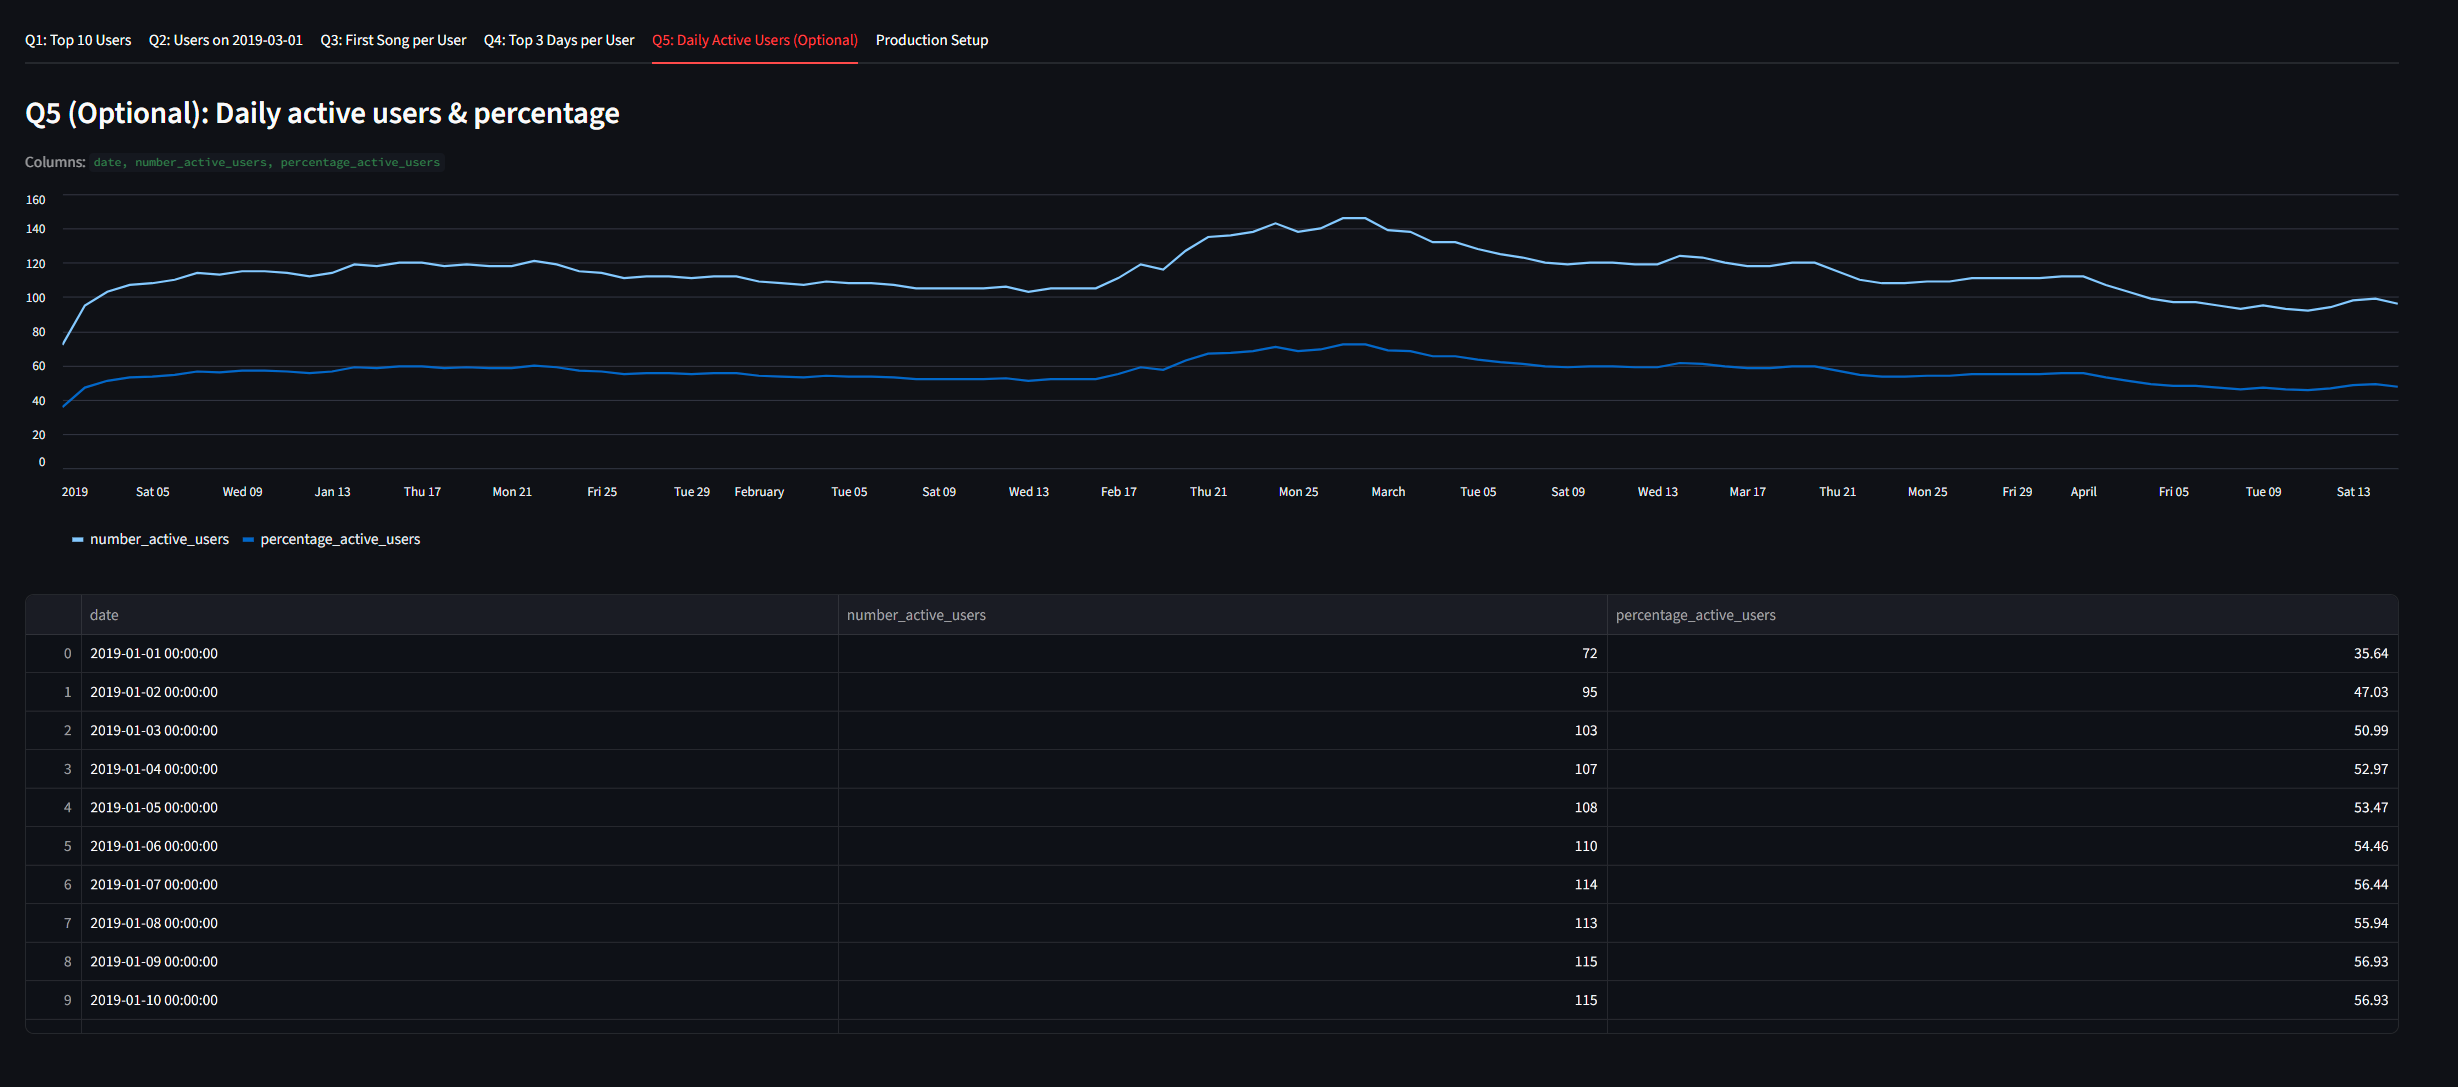 Q1: Top 10 Users Q2: Users on 2019-03-01 Q3: First Song per User Q4: Top 3 Days per User Q5: Daily Active Users (Optional) Production Setup
Q5 (Optional): Daily active users & percentage
Columns: date, number_active_users, percentage_active_users
160
140
120
100
80
60
40
20
0
2019 Sat 05 Wed 09 Jan 13 Thu 17 Mon 21 Fri 25 Tue 29 February Tue 05 Sat 09 Wed 13 Feb 17 Thu 21 Mon 25 March Tue 05 Sat 09 Wed 13 Mar 17 Thu 21 Mon 25 Fri 29 April Fri 05 Tue 09 Sat 13
number_active_users percentage_active_users
date number_active_users percentage_active_users
0 2019-01-01 00:00:00 72 35.64
1 2019-01-02 00:00:00 95 47.03
2 2019-01-03 00:00:00 103 50.99
3 2019-01-04 00:00:00 107 52.97
4 2019-01-05 00:00:00 108 53.47
5 2019-01-06 00:00:00 110 54.46
6 2019-01-07 00:00:00 114 56.44
7 2019-01-08 00:00:00 113 55.94
8 2019-01-09 00:00:00 115 56.93
9 2019-01-10 00:00:00 115 56.93